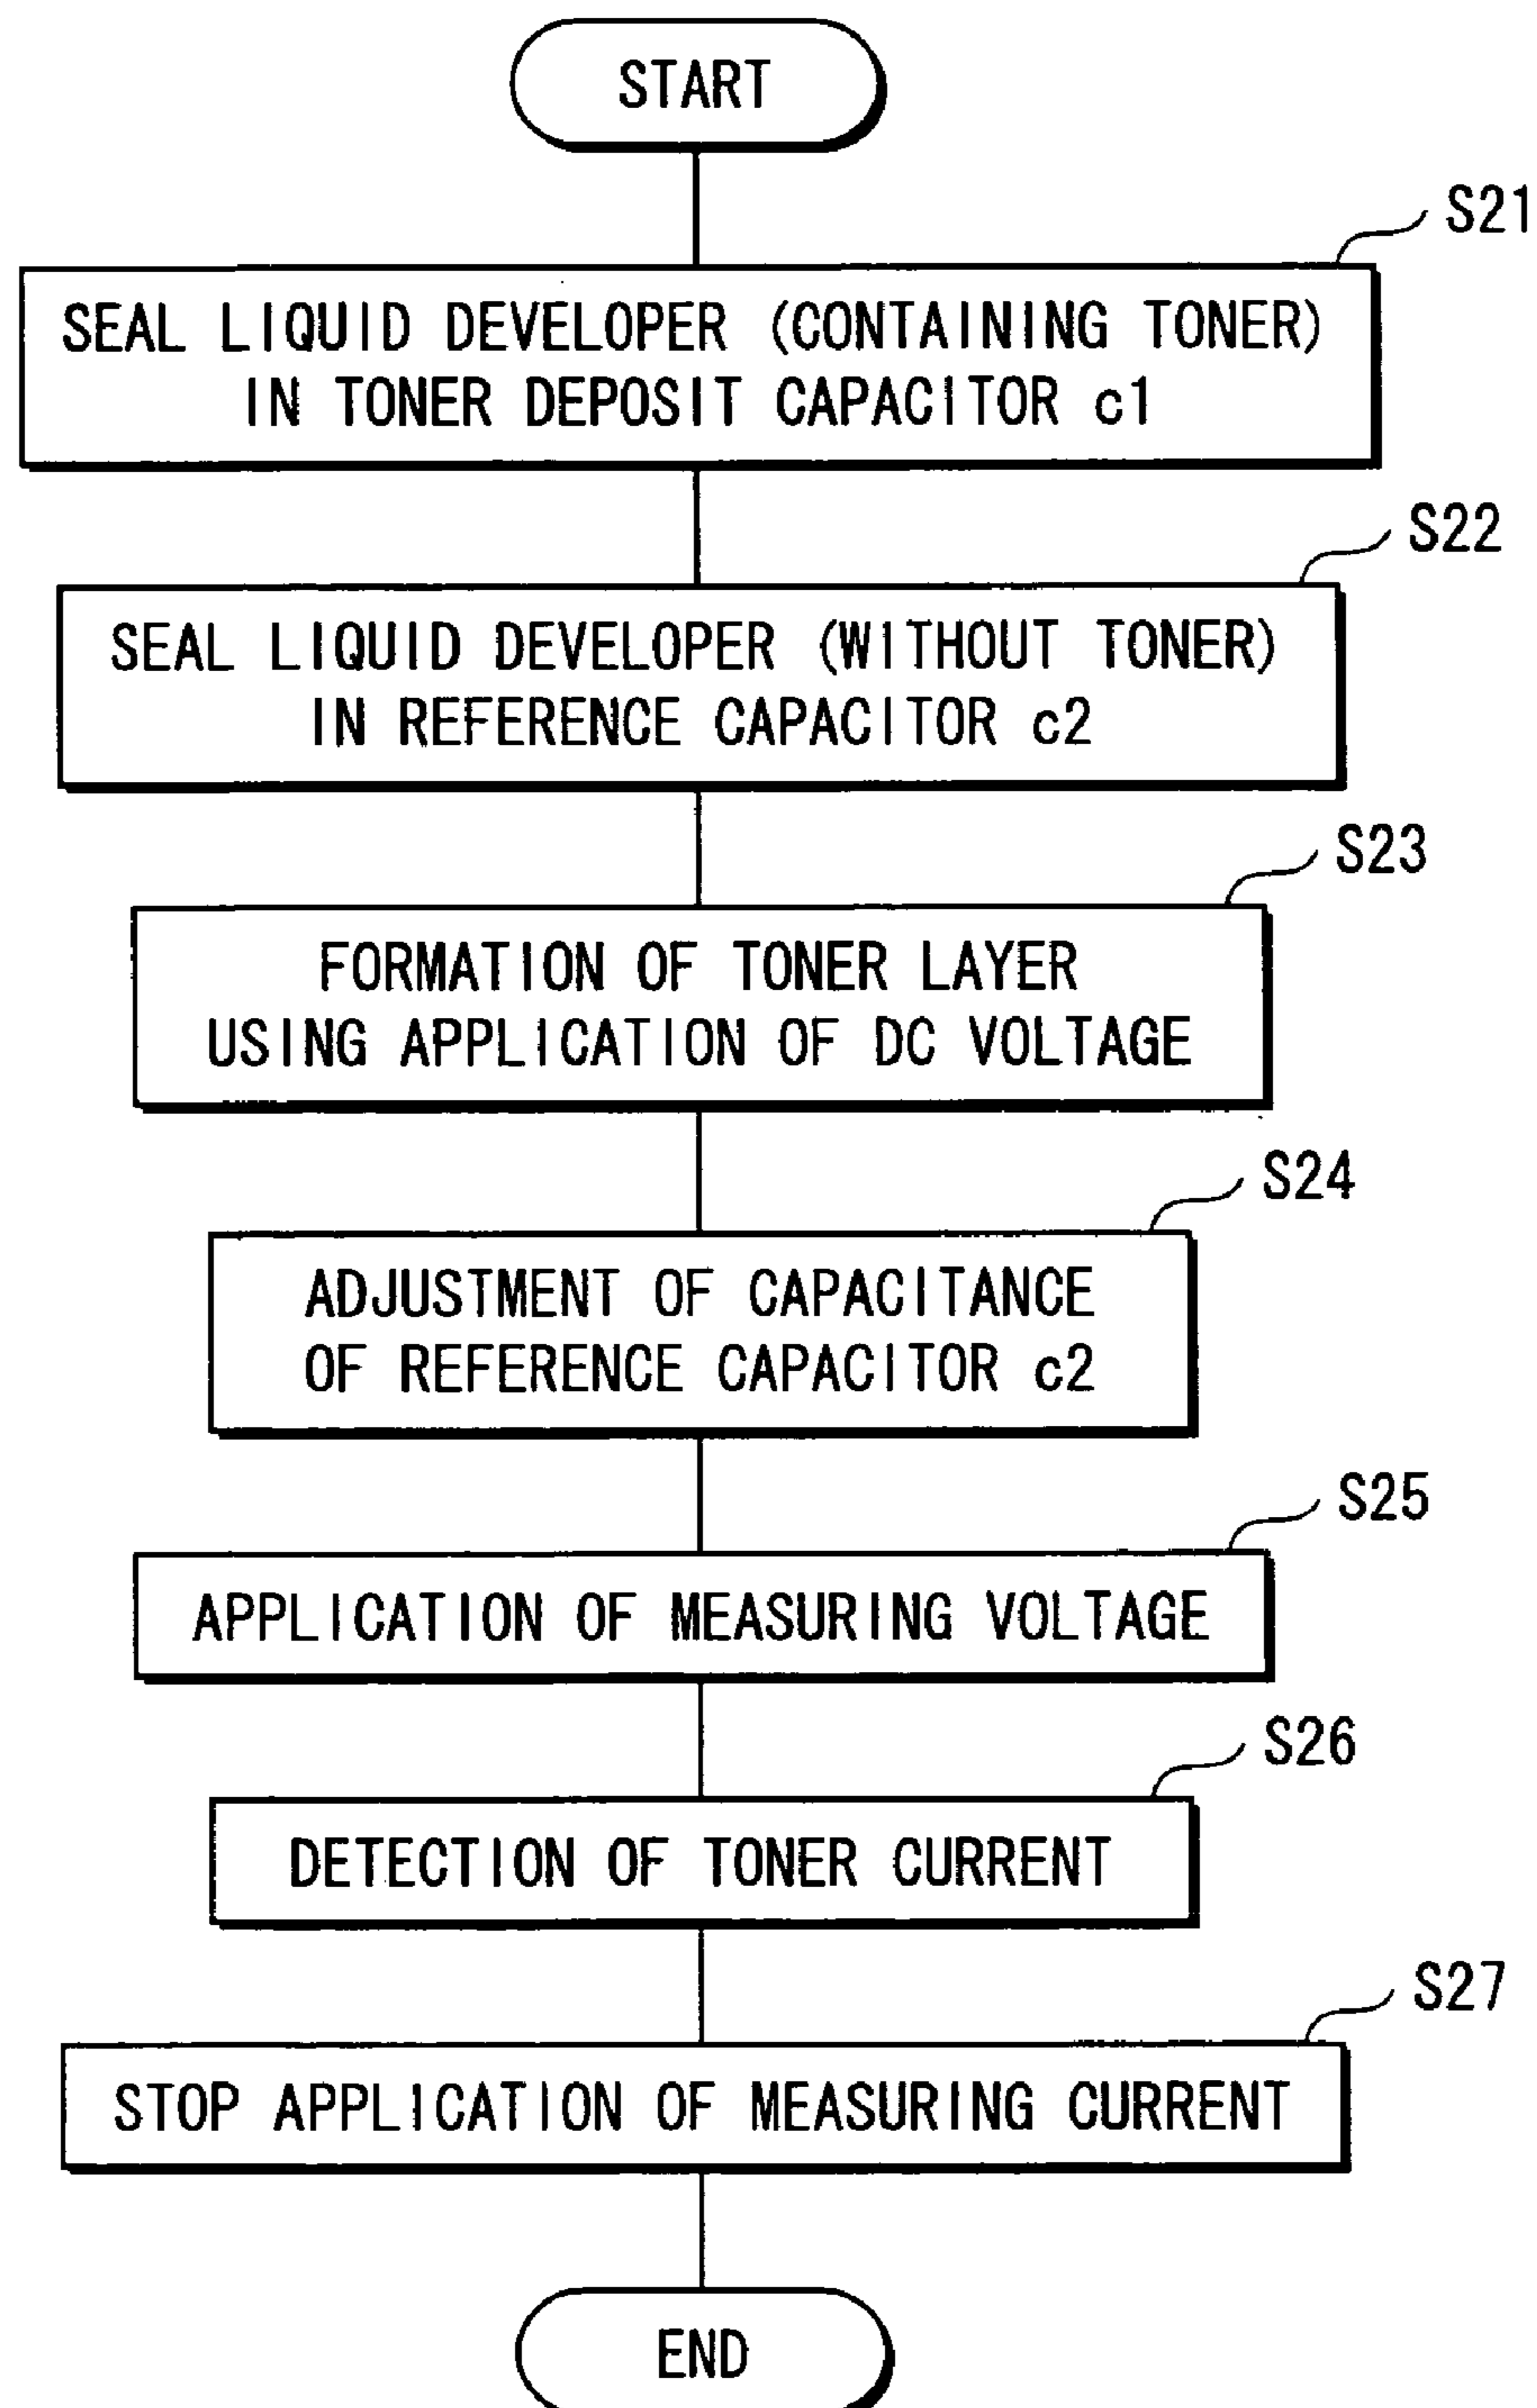 START
S21
SEAL LIQUID DEVELOPER (CONTAINING TONER)
IN TONER DEPOSIT CAPACITOR c1
S22
SEAL LIQUID DEVELOPER (WITHOUT TONER)
IN REFERENCE CAPACITOR c2
S23
FORMATION OF TONER LAYER
USING APPLICATION OF DC VOLTAGE
S24
ADJUSTMENT OF CAPACITANCE
OF REFERENCE CAPACITOR c2
S25
APPLICATION OF MEASURING VOLTAGE
S26
DETECTION OF TONER CURRENT
S27
STOP APPLICATION OF MEASURING CURRENT
END